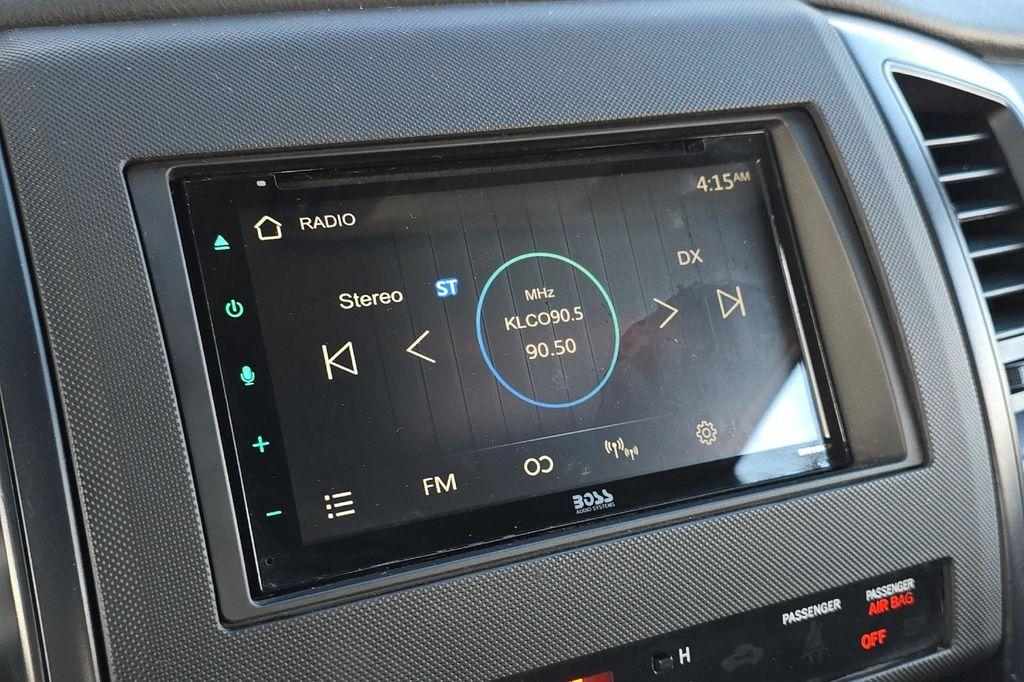 4:15AM
RADIO
DX
Stereo
ST
MHz
KLCO90.5
90.50
FM
BOSS
AUDIO SYSTEMS
PASSENGER
PASSENGER
AIR BAG
OFF
H